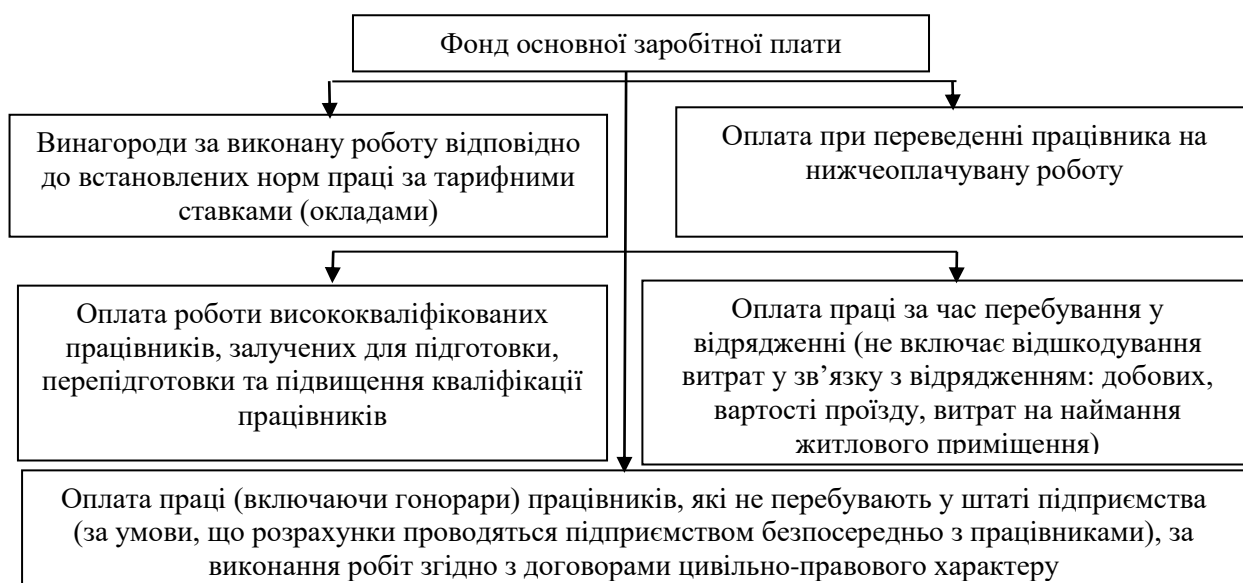 Фонд основної заробітної плати
Винагороди за виконану роботу відповідно
до встановлених норм праці за тарифними
ставками (окладами)
Оплата при переведенні працівника на
нижчеоплачувану роботу
Оплата роботи висококваліфікованих
працівників, залучених для підготовки,
перепідготовки та підвищення кваліфікації
працівників
Оплата праці за час перебування у
відрядженні (не включає відшкодування
витрат у зв’язку з відрядженням: добових,
вартості проїзду, витрат на наймання
житлового приміщення)
Оплата праці (включаючи гонорари) працівників, які не перебувають у штаті підприємства
(за умови, що розрахунки проводяться підприємством безпосередньо з працівниками), за
виконання робіт згідно з договорами цивільно-правового характеру